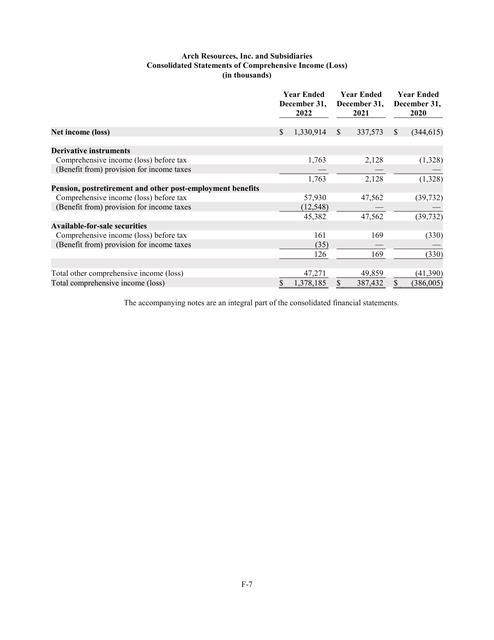 Arch Resources, Inc. and Subsidiaries
Consolidated Statements of Comprehensive Income (Loss)
(in thousands)
Year Ended December 31, 2022 Year Ended December 31, 2021 Year Ended December 31, 2020
Net income (loss) $ 1,330,914 $ 337,573 $ (344,615)
Derivative instruments
Comprehensive income (loss) before tax 1,763 2,128 (1,328)
(Benefit from) provision for income taxes — — —
1,763 2,128 (1,328)
Pension, postretirement and other post-employment benefits
Comprehensive income (loss) before tax 57,930 47,562 (39,732)
(Benefit from) provision for income taxes (12,548) — —
45,382 47,562 (39,732)
Available-for-sale securities
Comprehensive income (loss) before tax 161 169 (330)
(Benefit from) provision for income taxes (35) — —
126 169 (330)
Total other comprehensive income (loss) 47,271 49,859 (41,390)
Total comprehensive income (loss) $ 1,378,185 $ 387,432 $ (386,005)
The accompanying notes are an integral part of the consolidated financial statements.
F-7